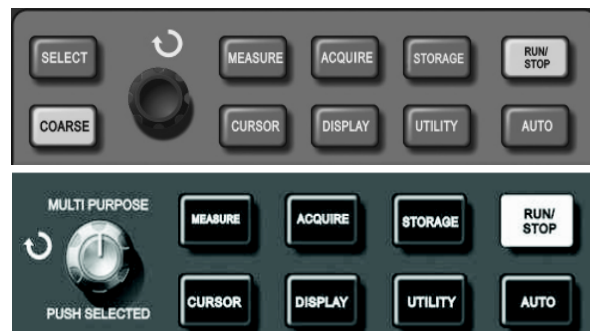 SELECT
MEASURE
ACQUIRE
STORAGE
RUN/
STOP
COARSE
CURSOR
DISPLAY
UTILITY
AUTO
MULTI PURPOSE
PUSH SELECTED
MEASURE
ACQUIRE
STORAGE
RUN/
STOP
CURSOR
DISPLAY
UTILITY
AUTO